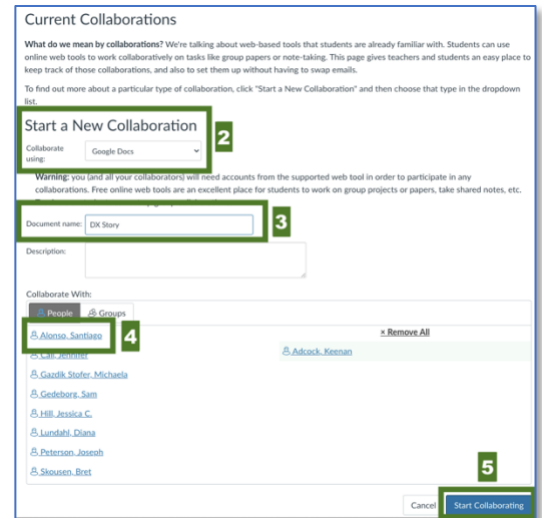 Current Collaborations
What do we mean by collaborations? We're talking about web-based tools that students are already familiar with. Students can use
online web tools to work collaboratively on tasks like group papers or note-taking. This page gives teachers and students an easy place to
keep track of those collaborations, and also to set them up without having to swap emails.
To find out more about a particular type of collaboration, click "Start a New Collaboration" and then choose that type in the dropdown
list.
Start a New Collaboration
2
Collaborate
using:
Google Docs
Warning: you (and all your collaborators) will need accounts from the supported web tool in order to participate in any
collaborations. Free online web tools are an excellent place for students to work on group projects or papers, take shared notes, etc.
Document name:
DX Story
3
Description:
Collaborate With:
People
Groups
Alonso, Santiago
4
× Remove All
Call, Jennifer
Adcock, Keenan
Gazdik Stofer, Michaela
Gedeborg, Sam
Hill, Jessica C.
Lundahl, Diana
Peterson, Joseph
Skousen, Bret
5
Cancel
Start Collaborating